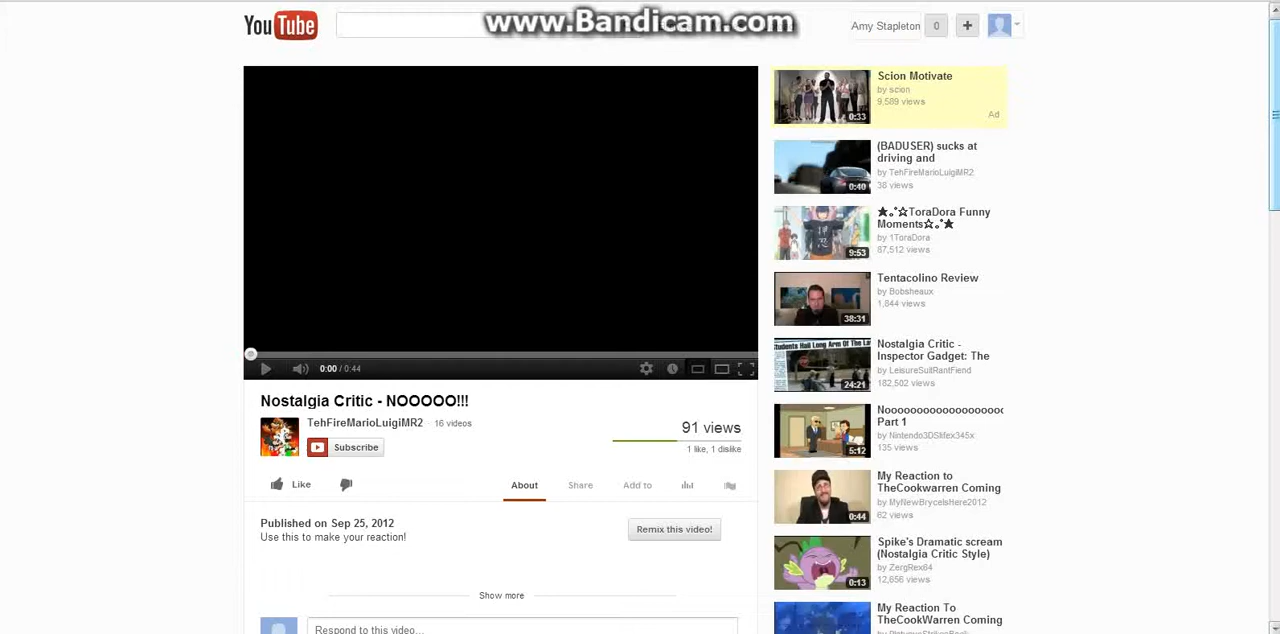 You Tube
www.Bandicam.com
Amy Stapleton 0 +
Scion Motivate
by scion
9,589 views
Ad
0:33
(BADUSER) sucks at
driving and
by TehFireMarioLuigiMR2
38 views
0:40
★｡˚☆ToraDora Funny
Moments☆｡˚★
by 1ToraDora
87,512 views
9:53
Tentacolino Review
by Bobsheaux
1,844 views
38:31
Nostalgia Critic -
Inspector Gadget: The
by LeisureSuitRantFiend
182,502 views
24:21
0:00 / 0:44
Nostalgia Critic - NOOOOO!!!
TehFireMarioLuigiMR2 · 16 videos
Subscribe
91 views
1 like, 1 dislike
Like
About Share Add to
Published on Sep 25, 2012
Use this to make your reaction!
Remix this video!
Show more
Respond to this video...
Part 1
by Nintendo3DSlifex345x
135 views
5:12
My Reaction to
TheCookwarren Coming
by MyNewBryceIsHere2012
62 views
0:44
Spike's Dramatic scream
(Nostalgia Critic Style)
by ZergRex64
12,656 views
0:13
My Reaction To
TheCookWarren Coming